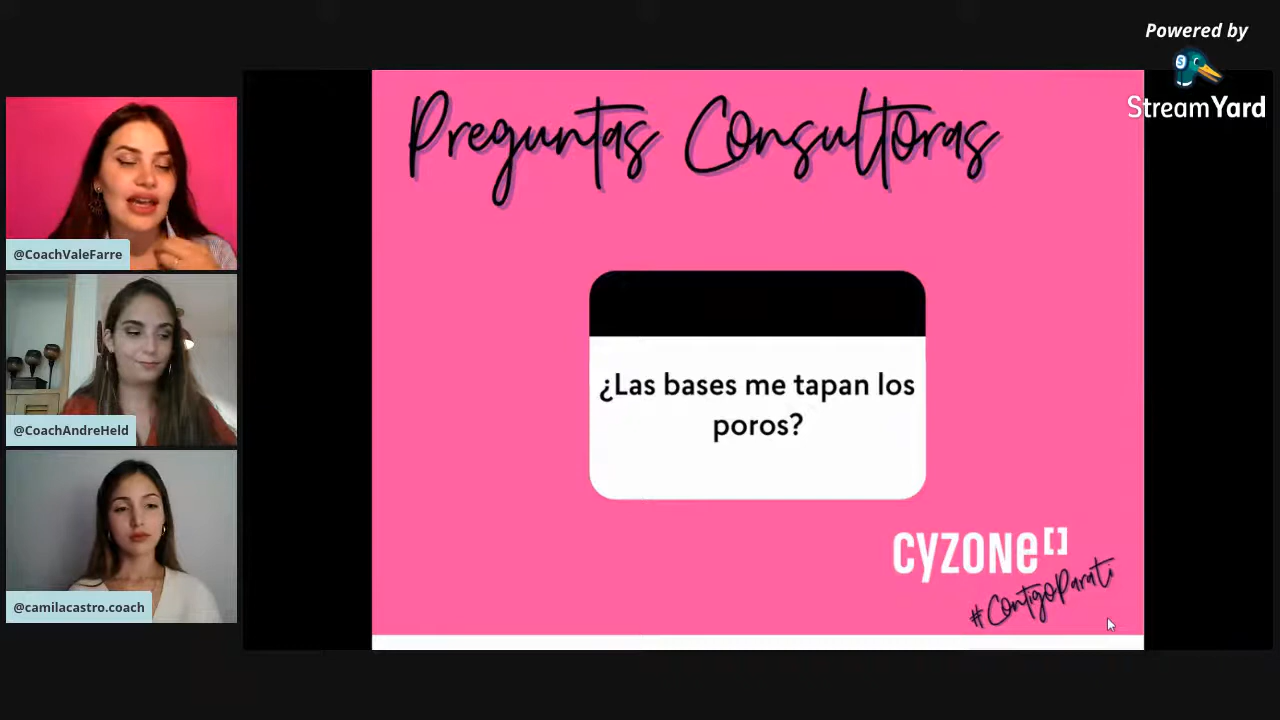 Powered by
StreamYard
Preguntas Consultoras
@CoachValeFarre
¿Las bases me tapan los
poros?
@CoachAndreHeld
cyzone
#ContigoParaTi
@camilacastro.coach